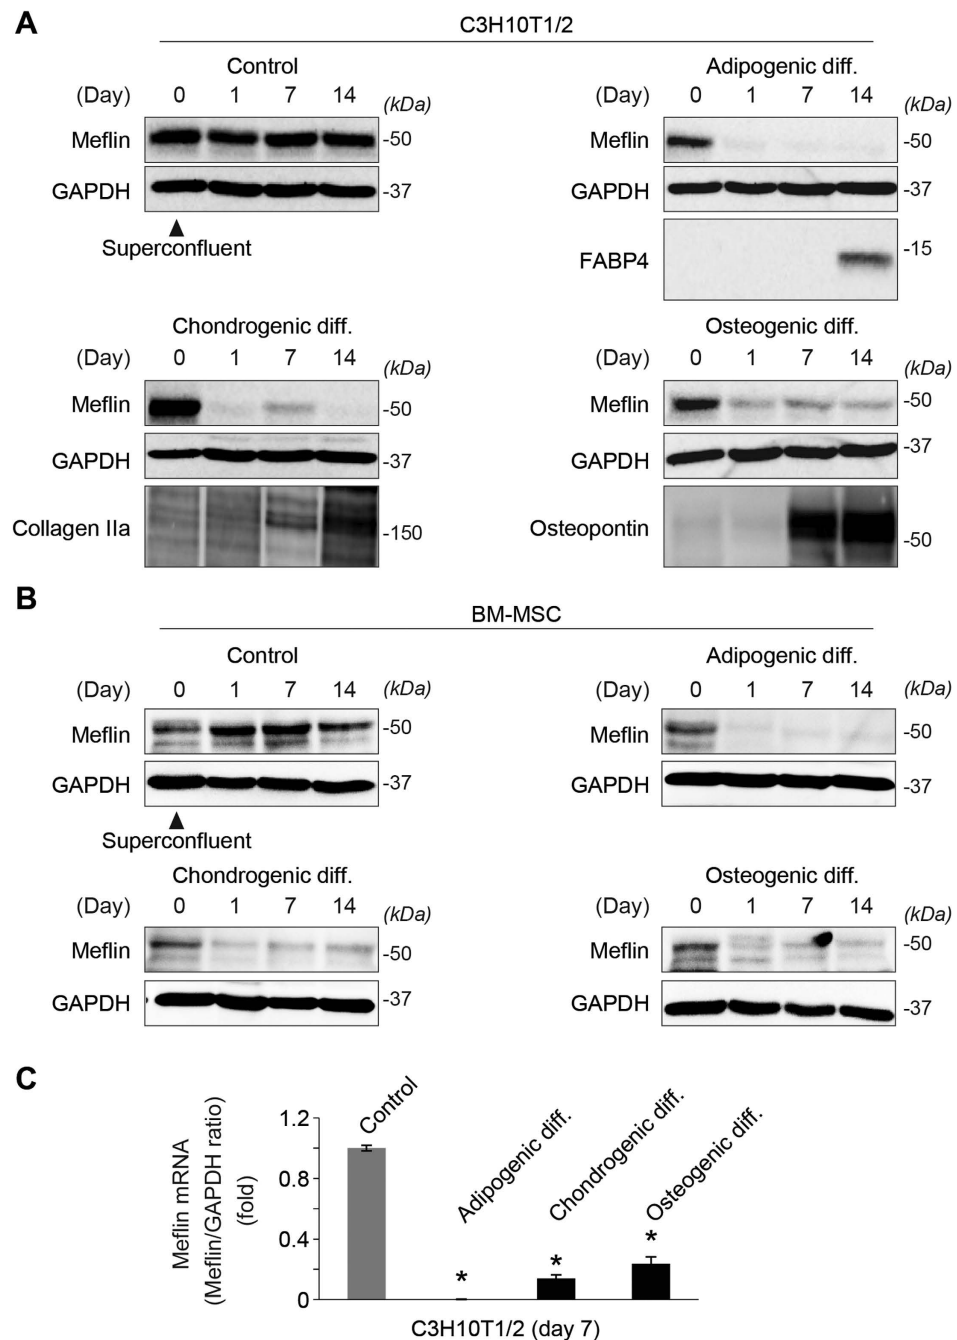 A
C3H10T1/2
Control
(Day) 0 1 7 14 (kDa)
Meflin -50
GAPDH -37
▲
Superconfluent
Adipogenic diff.
(Day) 0 1 7 14 (kDa)
Meflin -50
GAPDH -37
FABP4 -15
Chondrogenic diff.
(Day) 0 1 7 14 (kDa)
Meflin -50
GAPDH -37
Collagen IIa -150
Osteogenic diff.
(Day) 0 1 7 14 (kDa)
Meflin -50
GAPDH -37
Osteopontin -50
B
BM-MSC
Control
(Day) 0 1 7 14 (kDa)
Meflin -50
GAPDH -37
▲
Superconfluent
Adipogenic diff.
(Day) 0 1 7 14 (kDa)
Meflin -50
GAPDH -37
Chondrogenic diff.
(Day) 0 1 7 14 (kDa)
Meflin -50
GAPDH -37
Osteogenic diff.
(Day) 0 1 7 14 (kDa)
Meflin -50
GAPDH -37
C
Meflin mRNA
(Meflin/GAPDH ratio)
(fold)
1.2
0.8
0.4
0
Control
Adipogenic diff.
Chondrogenic diff.
Osteogenic diff.
* * *
C3H10T1/2 (day 7)